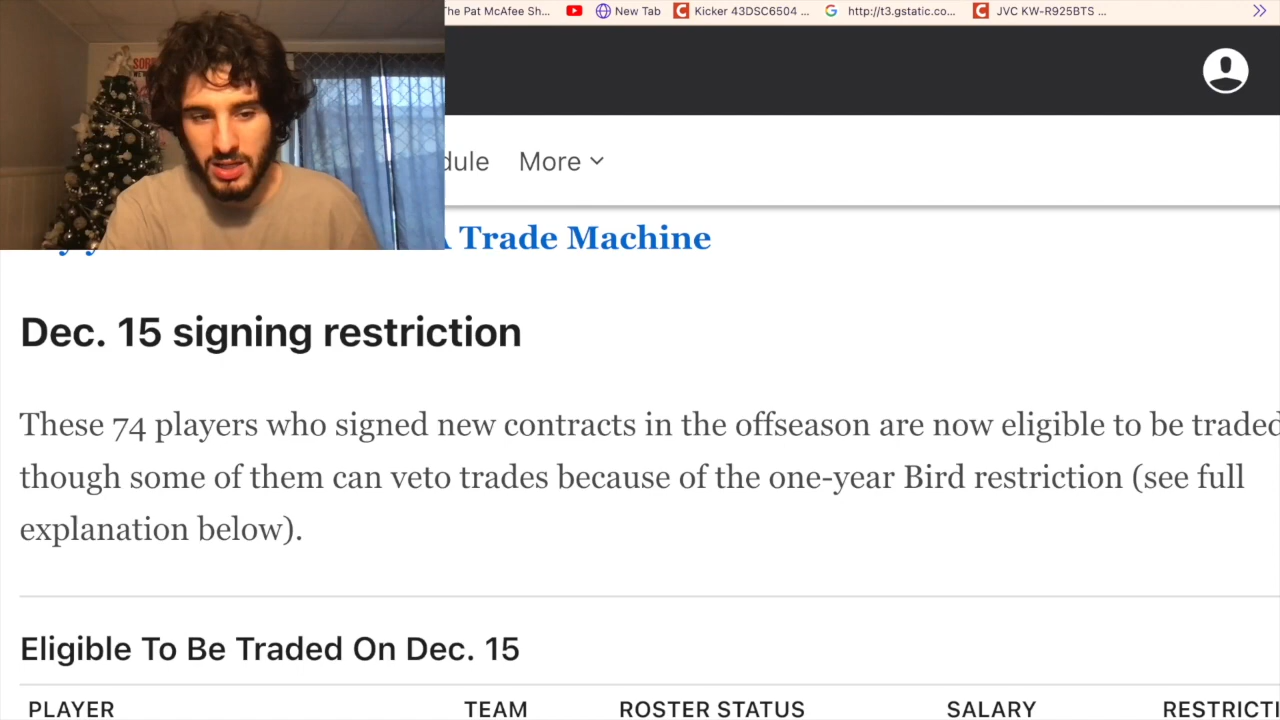 The Pat McAfee Sh... New Tab Kicker 43DSC6504 ... http://t3.gstatic.co... JVC KW-R925BTS ...
SOR
dule More
A Trade Machine
Dec. 15 signing restriction
These 74 players who signed new contracts in the offseason are now eligible to be traded
though some of them can veto trades because of the one-year Bird restriction (see full
explanation below).
Eligible To Be Traded On Dec. 15
PLAYER TEAM ROSTER STATUS SALARY RESTRICTI